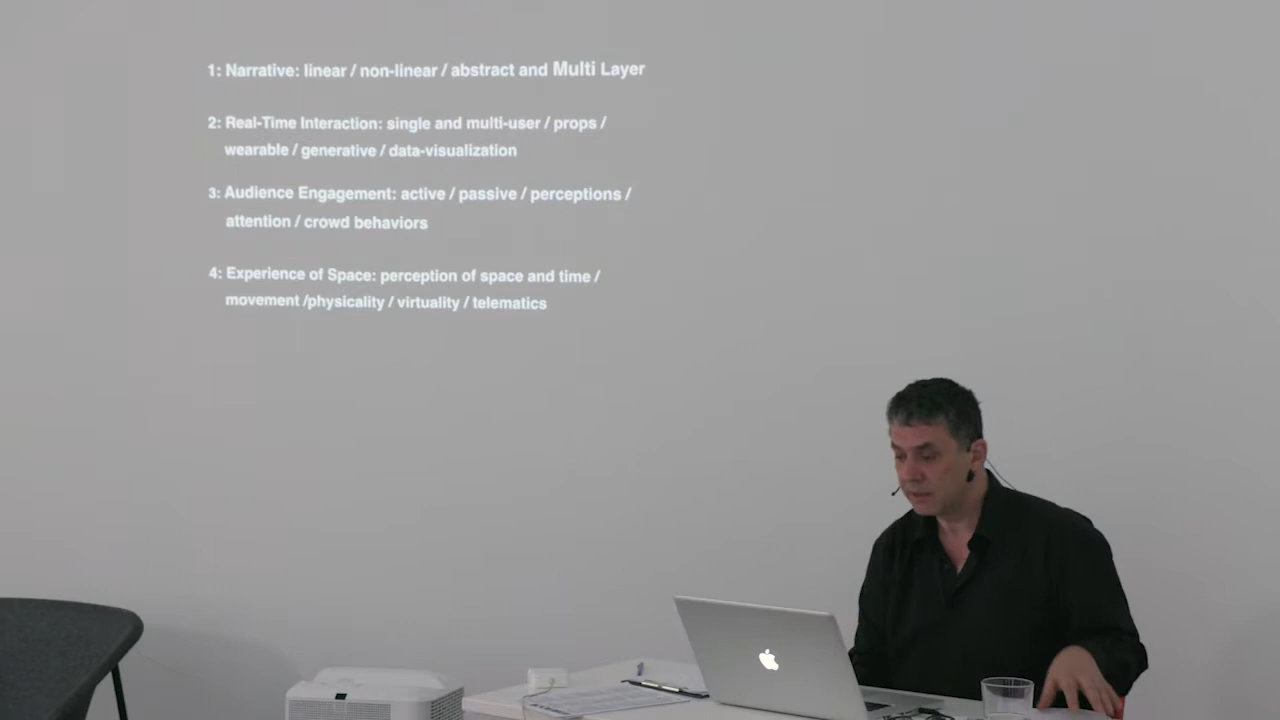 1: Narrative: linear / non-linear / abstract and Multi Layer
2: Real-Time Interaction: single and multi-user / props /
wearable / generative / data-visualization
3: Audience Engagement: active / passive / perceptions /
attention / crowd behaviors
4: Experience of Space: perception of space and time /
movement /physicality / virtuality / telematics